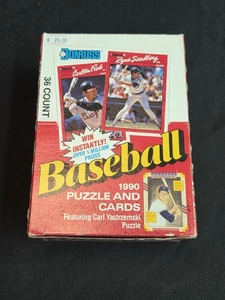 DONRUSS
36 COUNT
Carlton Fisk
Ryne Sandberg
WIN
INSTANTLY!
OVER 1 MILLION
PRIZES
Baseball
1990
PUZZLE AND
CARDS
Featuring Carl Yastrzemski
Puzzle